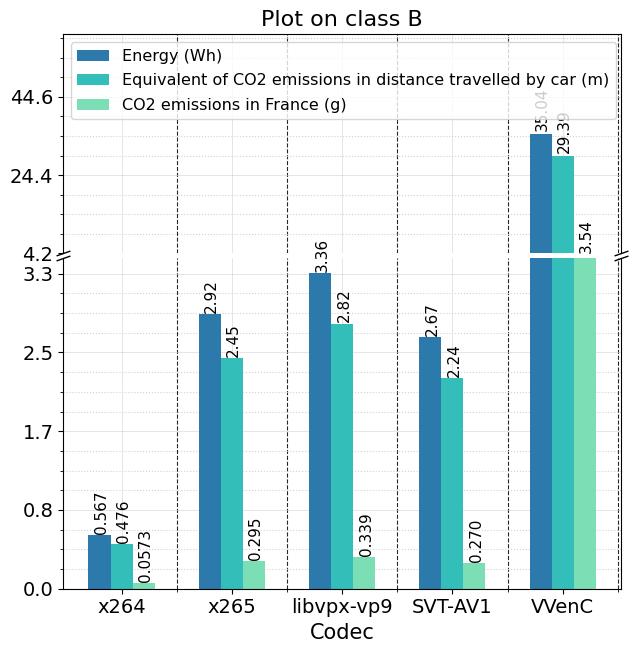 Plot on class B
Energy (Wh)
Equivalent of CO2 emissions in distance travelled by car (m)
CO2 emissions in France (g)
44.6
24.4
4.2
3.3
2.5
1.7
0.8
0.0
0.567
0.476
0.0573
2.92
2.45
0.295
3.36
2.82
0.339
2.67
2.24
0.270
35.04
29.39
3.54
x264
x265
libvpx-vp9
SVT-AV1
VVenC
Codec